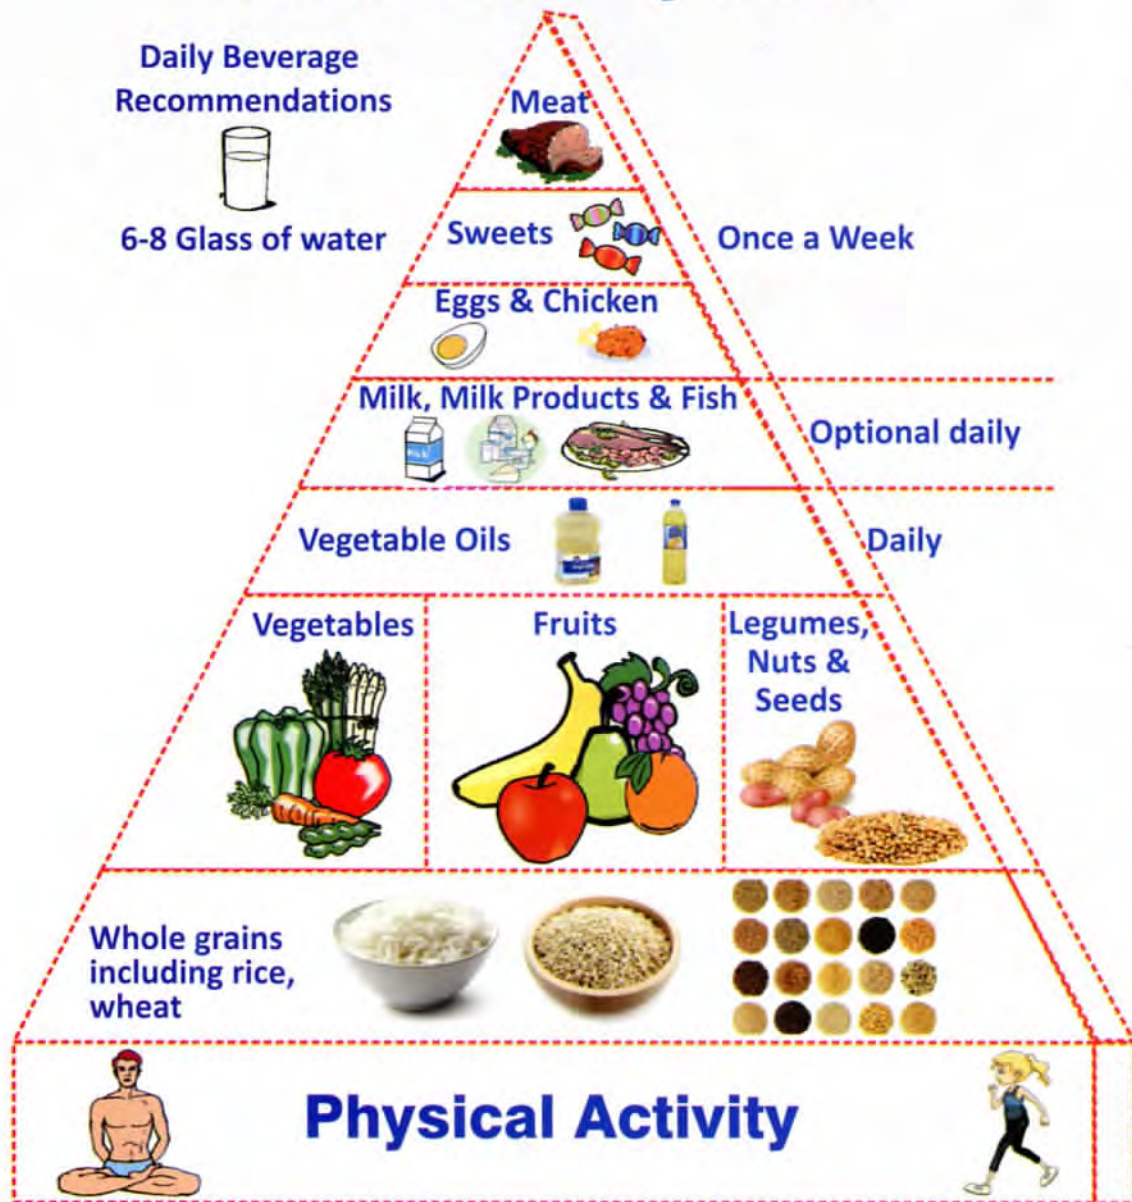 Daily Beverage
Recommendations
6-8 Glass of water
Meat
Sweets
Once a Week
Eggs & Chicken
Milk, Milk Products & Fish
Milk
Optional daily
Vegetable Oils
Daily
Vegetables
Fruits
Legumes,
Nuts &
Seeds
Whole grains
including rice,
wheat
Physical Activity